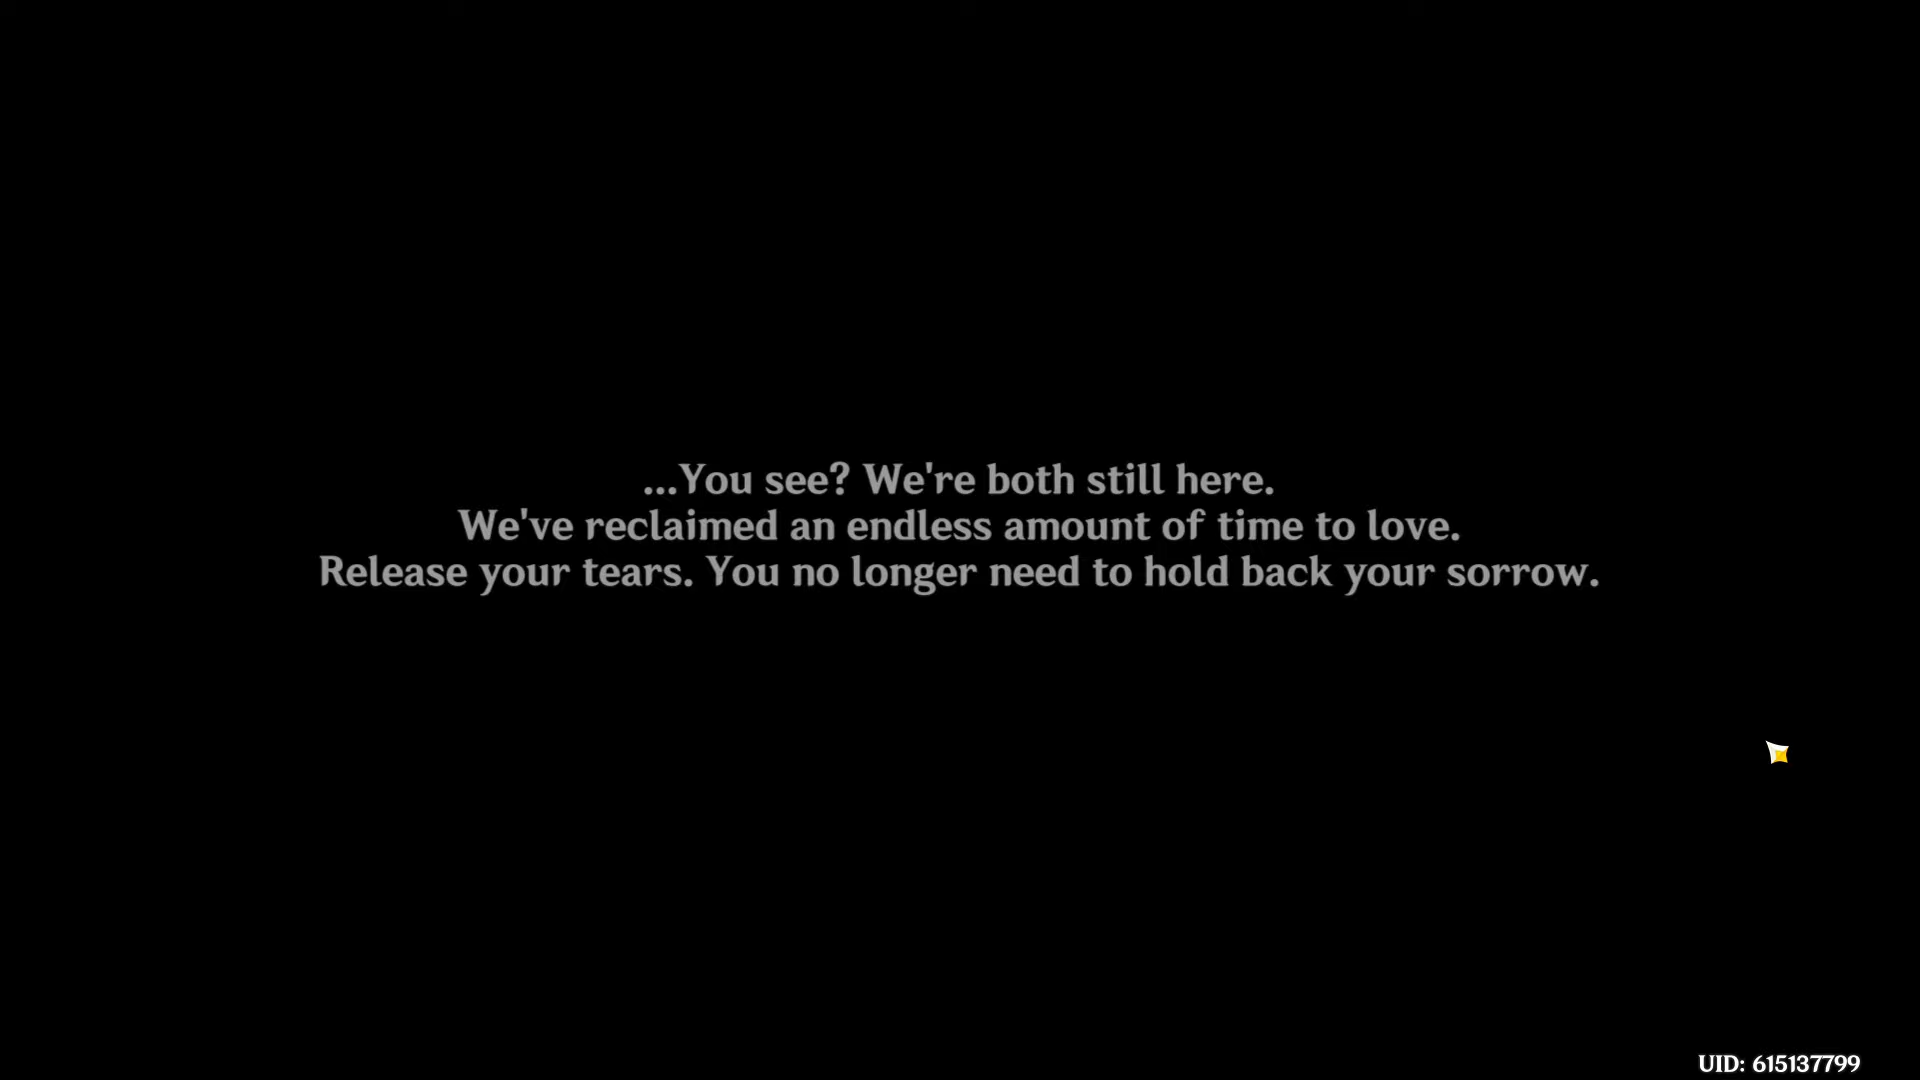 ...You see? We're both still here.
We've reclaimed an endless amount of time to love.
Release your tears. You no longer need to hold back your sorrow.
UID: 615137799